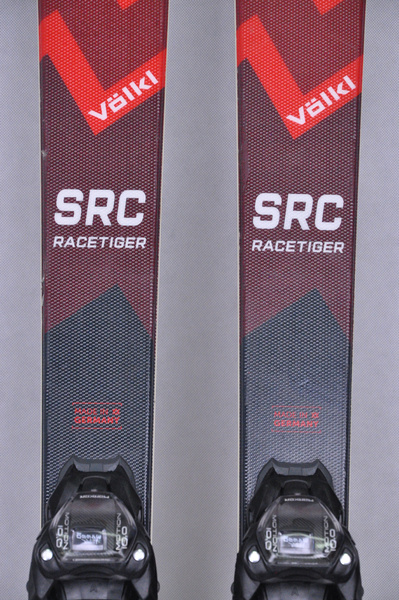 völkl
SRC
RACETIGER
MADE IN
GERMANY
völkl
SRC
RACETIGER
MADE IN
GERMANY